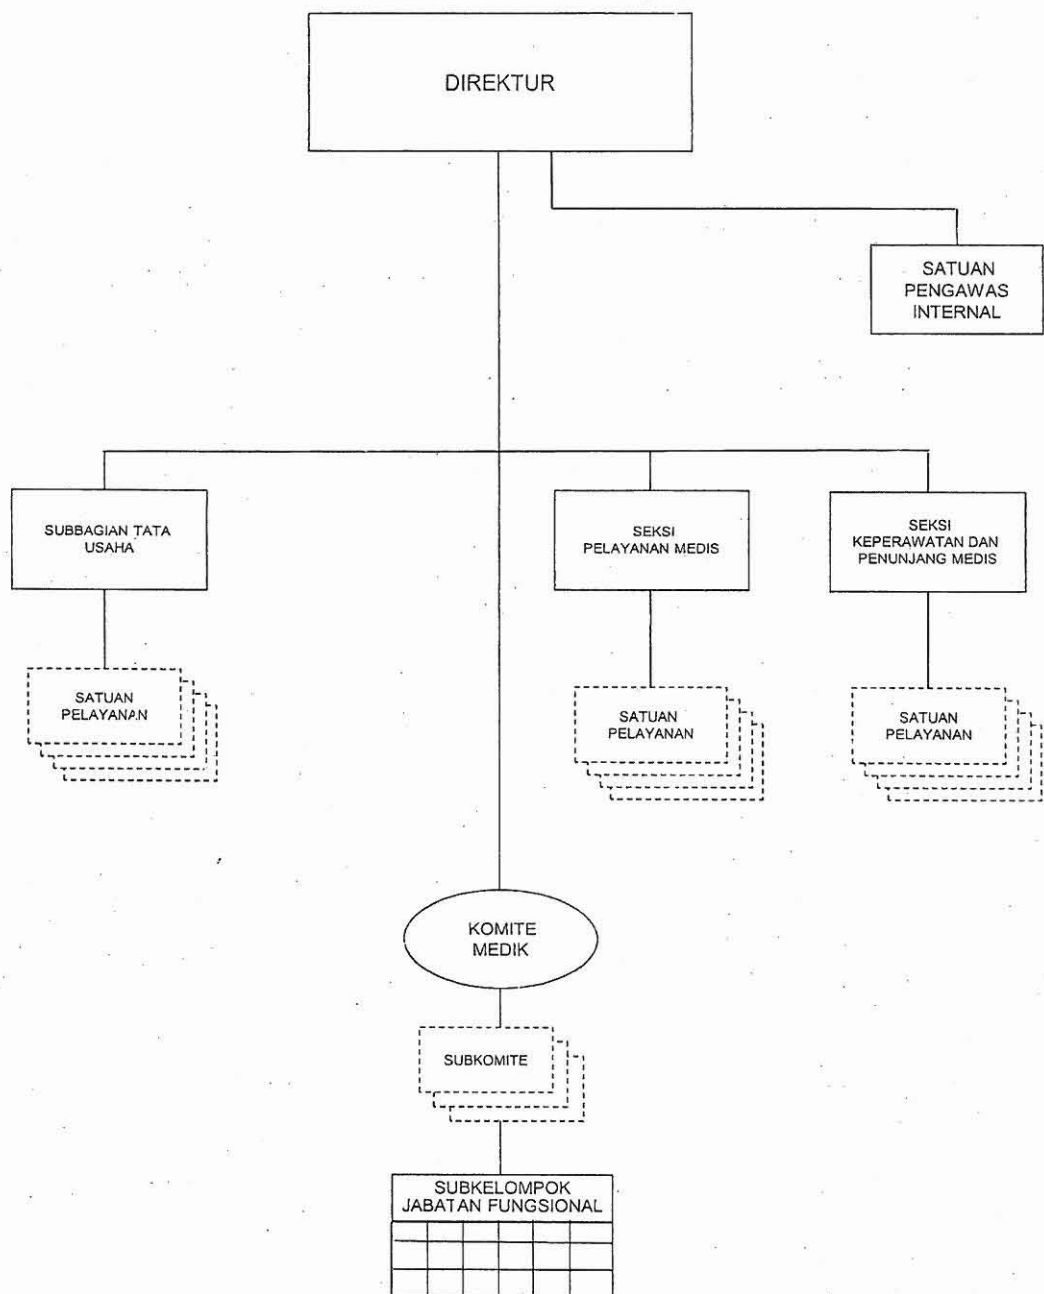 DIREKTUR
SATUAN
PENGAWAS
INTERNAL
SUBBAGIAN TATA
USAHA
SEKSI
PELAYANAN MEDIS
SEKSI
KEPERAWATAN DAN
PENUNJANG MEDIS
SATUAN
PELAYANAN
SATUAN
PELAYANAN
SATUAN
PELAYANAN
KOMITE
MEDIK
SUBKOMITE
SUBKELOMPOK
JABATAN FUNGSIONAL